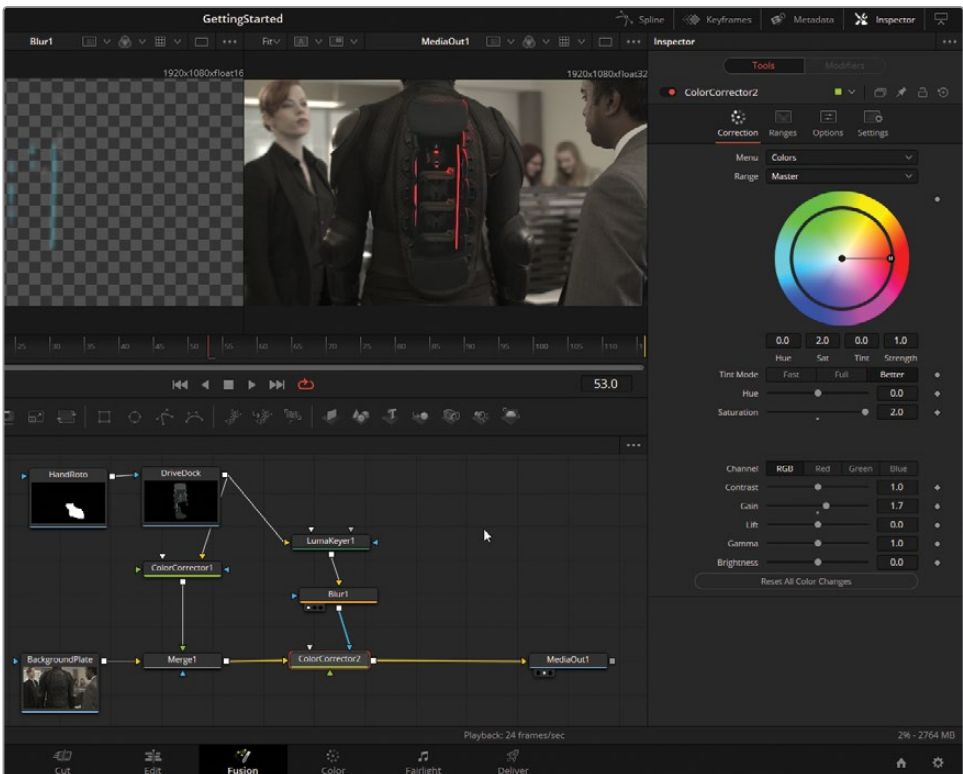 GettingStarted
Spline Keyframes Metadata Inspector
Blur1 Fit MediaOut1 Inspector
1920x1080xfloat16 1920x1080xfloat32
Tools Modifiers
ColorCorrector2
Correction Ranges Options Settings
Menu Colors
Range Master
0.0 2.0 0.0 1.0
Hue Sat Tint Strength
Tint Mode Fast Full Better
Hue 0.0
Saturation 2.0
Channel RGB Red Green Blue
Contrast 1.0
Gain 1.7
Lift 0.0
Gamma 1.0
Brightness 0.0
Reset All Color Changes
25 30 35 40 45 50 55 60 65 70 75 80 85 90 95 100 105 110
53.0
HandRoto DriveDock
LumaKeyer1
ColorCorrector1
Blur1
BackgroundPlate Merge1 ColorCorrector2 MediaOut1
Playback: 24 frames/sec 2% - 2764 MB
Cut Edit Fusion Color Fairlight Deliver